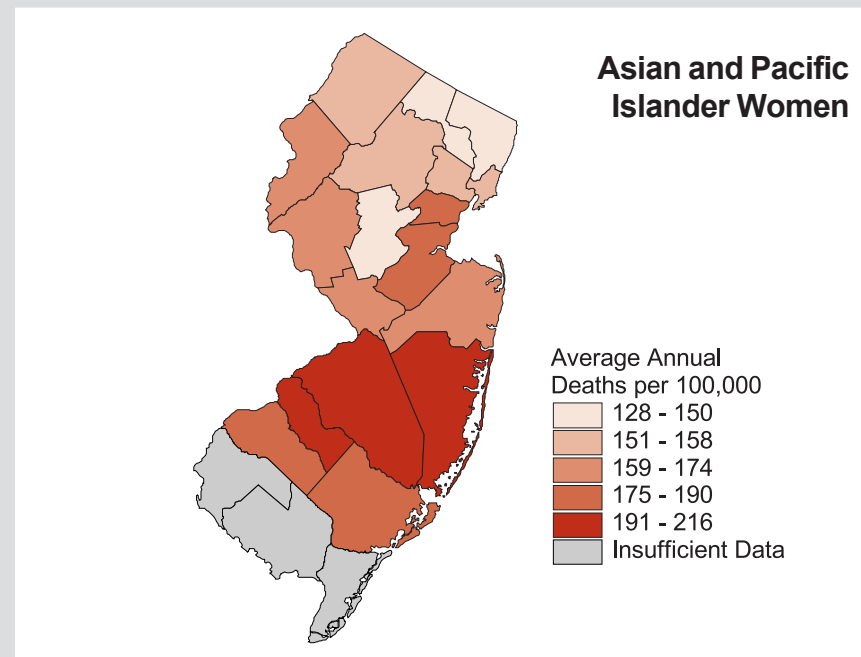 Asian and Pacific
Islander Women
Average Annual
Deaths per 100,000
128 - 150
151 - 158
159 - 174
175 - 190
191 - 216
Insufficient Data